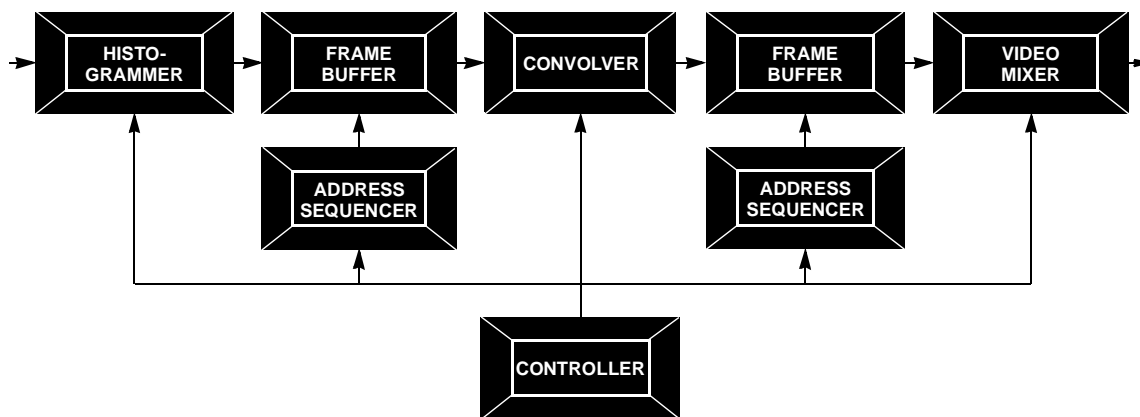 HISTO-
GRAMMER
FRAME
BUFFER
CONVOLVER
FRAME
BUFFER
VIDEO
MIXER
ADDRESS
SEQUENCER
ADDRESS
SEQUENCER
CONTROLLER